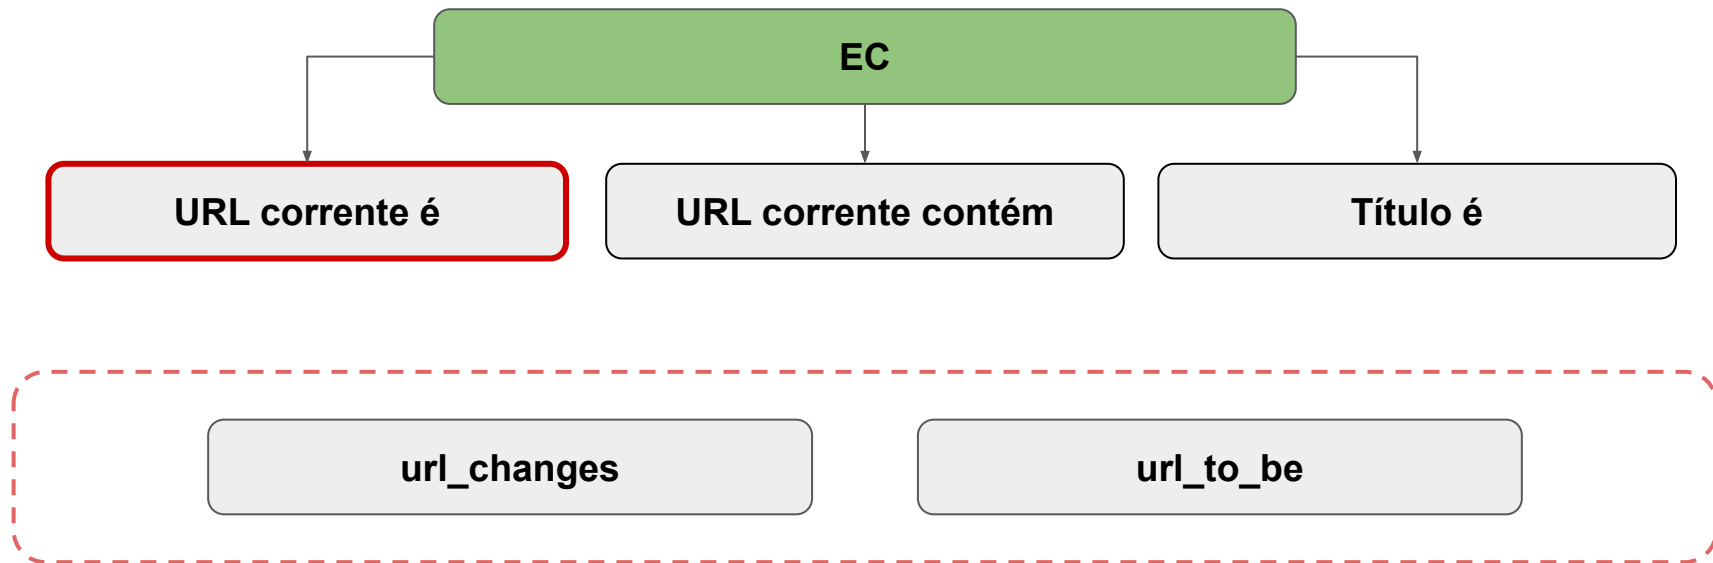 EC
URL corrente é
URL corrente contém
Título é
url_changes
url_to_be